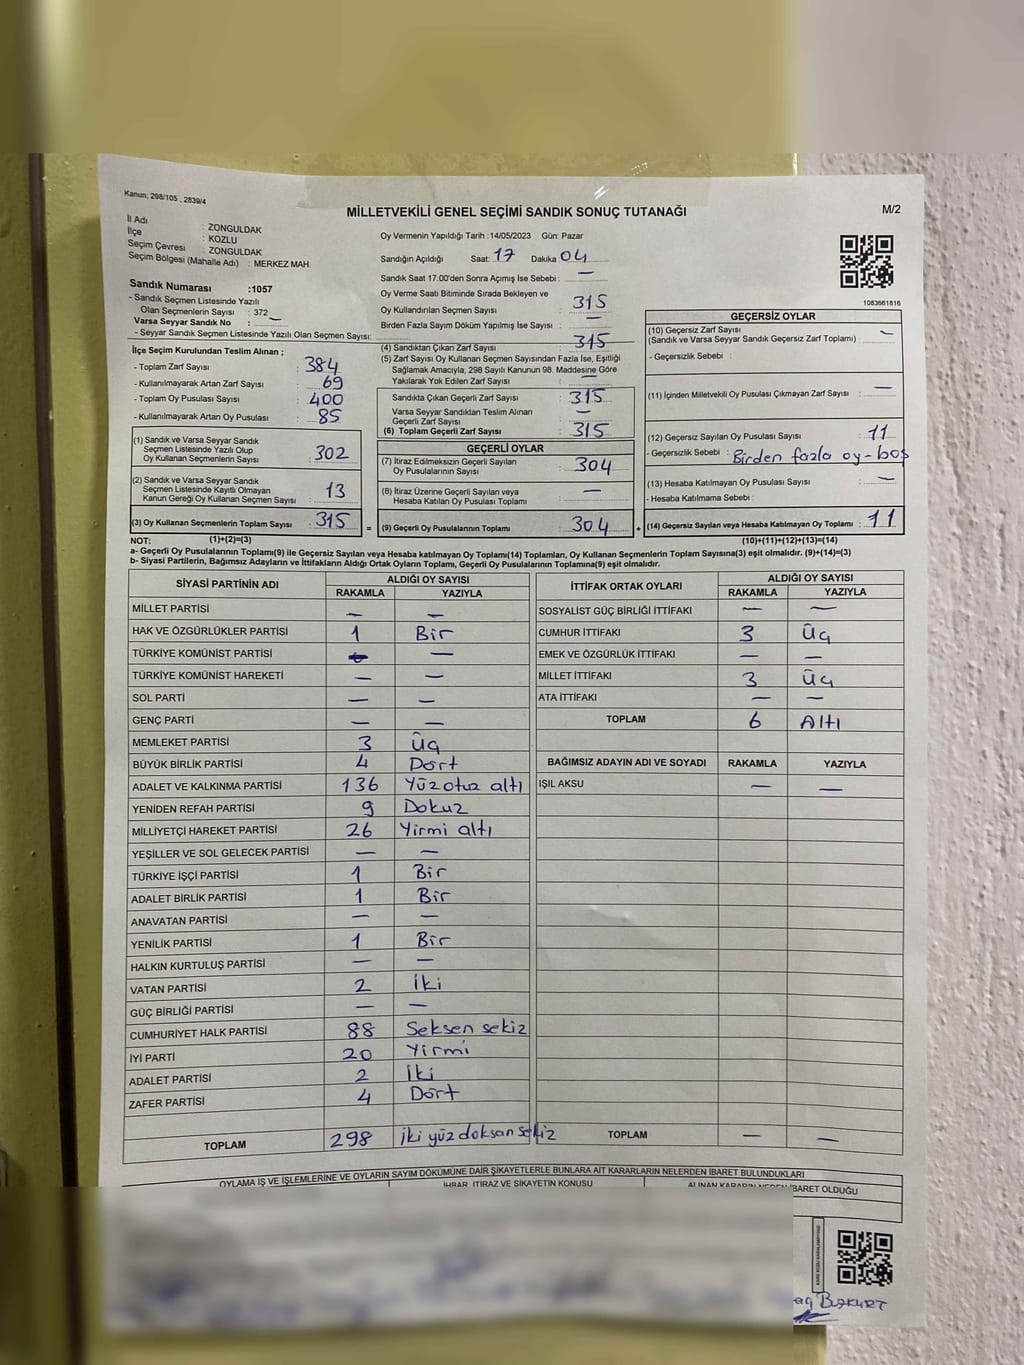 Kanun; 298/105 , 2839/4
MİLLETVEKİLİ GENEL SEÇİMİ SANDIK SONUÇ TUTANAĞI
M/2
İl Adı : ZONGULDAK
İlçe : KOZLU
Seçim Çevresi : ZONGULDAK
Seçim Bölgesi (Mahalle Adı) : MERKEZ MAH.
Sandık Numarası :1057
- Sandık Seçmen Listesinde Yazılı
Olan Seçmenlerin Sayısı : 372
Varsa Seyyar Sandık No : —
- Seyyar Sandık Seçmen Listesinde Yazılı Olan Seçmen Sayısı:
İlçe Seçim Kurulundan Teslim Alınan ;
- Toplam Zarf Sayısı : 384
- Kullanılmayarak Artan Zarf Sayısı : 69
- Toplam Oy Pusulası Sayısı : 400
- Kullanılmayarak Artan Oy Pusulası : 85
(1) Sandık ve Varsa Seyyar Sandık
Seçmen Listesinde Yazılı Olup
Oy Kullanan Seçmenlerin Sayısı : 302
(2) Sandık ve Varsa Seyyar Sandık
Seçmen Listesinde Kayıtlı Olmayan
Kanun Gereği Oy Kullanan Seçmen Sayısı : 13
(3) Oy Kullanan Seçmenlerin Toplam Sayısı : 315
Oy Vermenin Yapıldığı Tarih :14/05/2023 Gün: Pazar
Sandığın Açıldığı Saat: 17 Dakika 04
Sandık Saat 17:00'den Sonra Açılmış İse Sebebi : —
Oy Verme Saati Bitiminde Sırada Bekleyen ve
Oy Kullandırılan Seçmen Sayısı : 315
Birden Fazla Sayım Döküm Yapılmış İse Sayısı : —
(4) Sandıktan Çıkan Zarf Sayısı : 315
(5) Zarf Sayısı Oy Kullanan Seçmen Sayısından Fazla İse, Eşitliği
Sağlamak Amacıyla, 298 Sayılı Kanunun 98. Maddesine Göre
Yakılarak Yok Edilen Zarf Sayısı : —
Sandıkta Çıkan Geçerli Zarf Sayısı : 315
Varsa Seyyar Sandıktan Teslim Alınan
Geçerli Zarf Sayısı : —
(6) Toplam Geçerli Zarf Sayısı : 315
GEÇERLİ OYLAR
(7) İtiraz Edilmeksizin Geçerli Sayılan
Oy Pusulalarının Sayısı : 304
(8) İtiraz Üzerine Geçerli Sayılan veya
Hesaba Katılan Oy Pusulası Toplamı : —
= (9) Geçerli Oy Pusulalarının Toplamı : 304 +
1083661816
GEÇERSİZ OYLAR
(10) Geçersiz Zarf Sayısı
(Sandık ve Varsa Seyyar Sandık Geçersiz Zarf Toplamı) : —
- Geçersizlik Sebebi :
(11) İçinden Milletvekili Oy Pusulası Çıkmayan Zarf Sayısı : —
(12) Geçersiz Sayılan Oy Pusulası Sayısı : 11
- Geçersizlik Sebebi : Birden fazla oy-boş
(13) Hesaba Katılmayan Oy Pusulası Sayısı : —
- Hesaba Katılmama Sebebi :
(14) Geçersiz Sayılan veya Hesaba Katılmayan Oy Toplamı : 11
NOT: (1)+(2)=(3) (10)+(11)+(12)+(13)=(14)
a- Geçerli Oy Pusulaları Toplamı(9) ile Geçersiz Sayılan veya Hesaba katılmayan Oy Toplamı(14) Toplamları, Oy Kullanan Seçmenlerin Toplam Sayısına(3) eşit olmalıdır. (9)+(14)=(3)
b- Siyasi Partilerin, Bağımsız Adayların ve İttifakların Aldığı Ortak Oyların Toplamı, Geçerli Oy Pusulalarının Toplamına(9) eşit olmalıdır.
SİYASİ PARTİNİN ADI ALDIĞI OY SAYISI
RAKAMLA YAZIYLA
MİLLET PARTİSİ — —
HAK VE ÖZGÜRLÜKLER PARTİSİ 1 Bir
TÜRKİYE KOMÜNİST PARTİSİ — —
TÜRKİYE KOMÜNİST HAREKETİ — —
SOL PARTİ — —
GENÇ PARTİ — —
MEMLEKET PARTİSİ 3 Üç
BÜYÜK BİRLİK PARTİSİ 4 Dört
ADALET VE KALKINMA PARTİSİ 136 Yüz otuz altı
YENİDEN REFAH PARTİSİ 9 Dokuz
MİLLİYETÇİ HAREKET PARTİSİ 26 Yirmi altı
YEŞİLLER VE SOL GELECEK PARTİSİ — —
TÜRKİYE İŞÇİ PARTİSİ 1 Bir
ADALET BİRLİK PARTİSİ 1 Bir
ANAVATAN PARTİSİ — —
YENİLİK PARTİSİ 1 Bir
HALKIN KURTULUŞ PARTİSİ — —
VATAN PARTİSİ 2 İki
GÜÇ BİRLİĞİ PARTİSİ — —
CUMHURİYET HALK PARTİSİ 88 Seksen sekiz
İYİ PARTİ 20 Yirmi
ADALET PARTİSİ 2 İki
ZAFER PARTİSİ 4 Dört
TOPLAM 298 iki yüz doksan sekiz
İTTİFAK ORTAK OYLARI ALDIĞI OY SAYISI
RAKAMLA YAZIYLA
SOSYALİST GÜÇ BİRLİĞİ İTTİFAKI — —
CUMHUR İTTİFAKI 3 Üç
EMEK VE ÖZGÜRLÜK İTTİFAKI — —
MİLLET İTTİFAKI 3 Üç
ATA İTTİFAKI — —
TOPLAM 6 Altı
BAĞIMSIZ ADAYIN ADI VE SOYADI RAKAMLA YAZIYLA
IŞIL AKSU — —
TOPLAM — —
OYLAMA İŞ VE İŞLEMLERİNE VE OYLARIN SAYIM DÖKÜMÜNE DAİR ŞİKAYETLERLE BUNLARA AİT KARARLARIN NELERDEN İBARET BULUNDUKLARI
İHBAR, İTİRAZ VE ŞİKAYETİN KONUSU ALINAN KARARIN NEDEN İBARET OLDUĞU